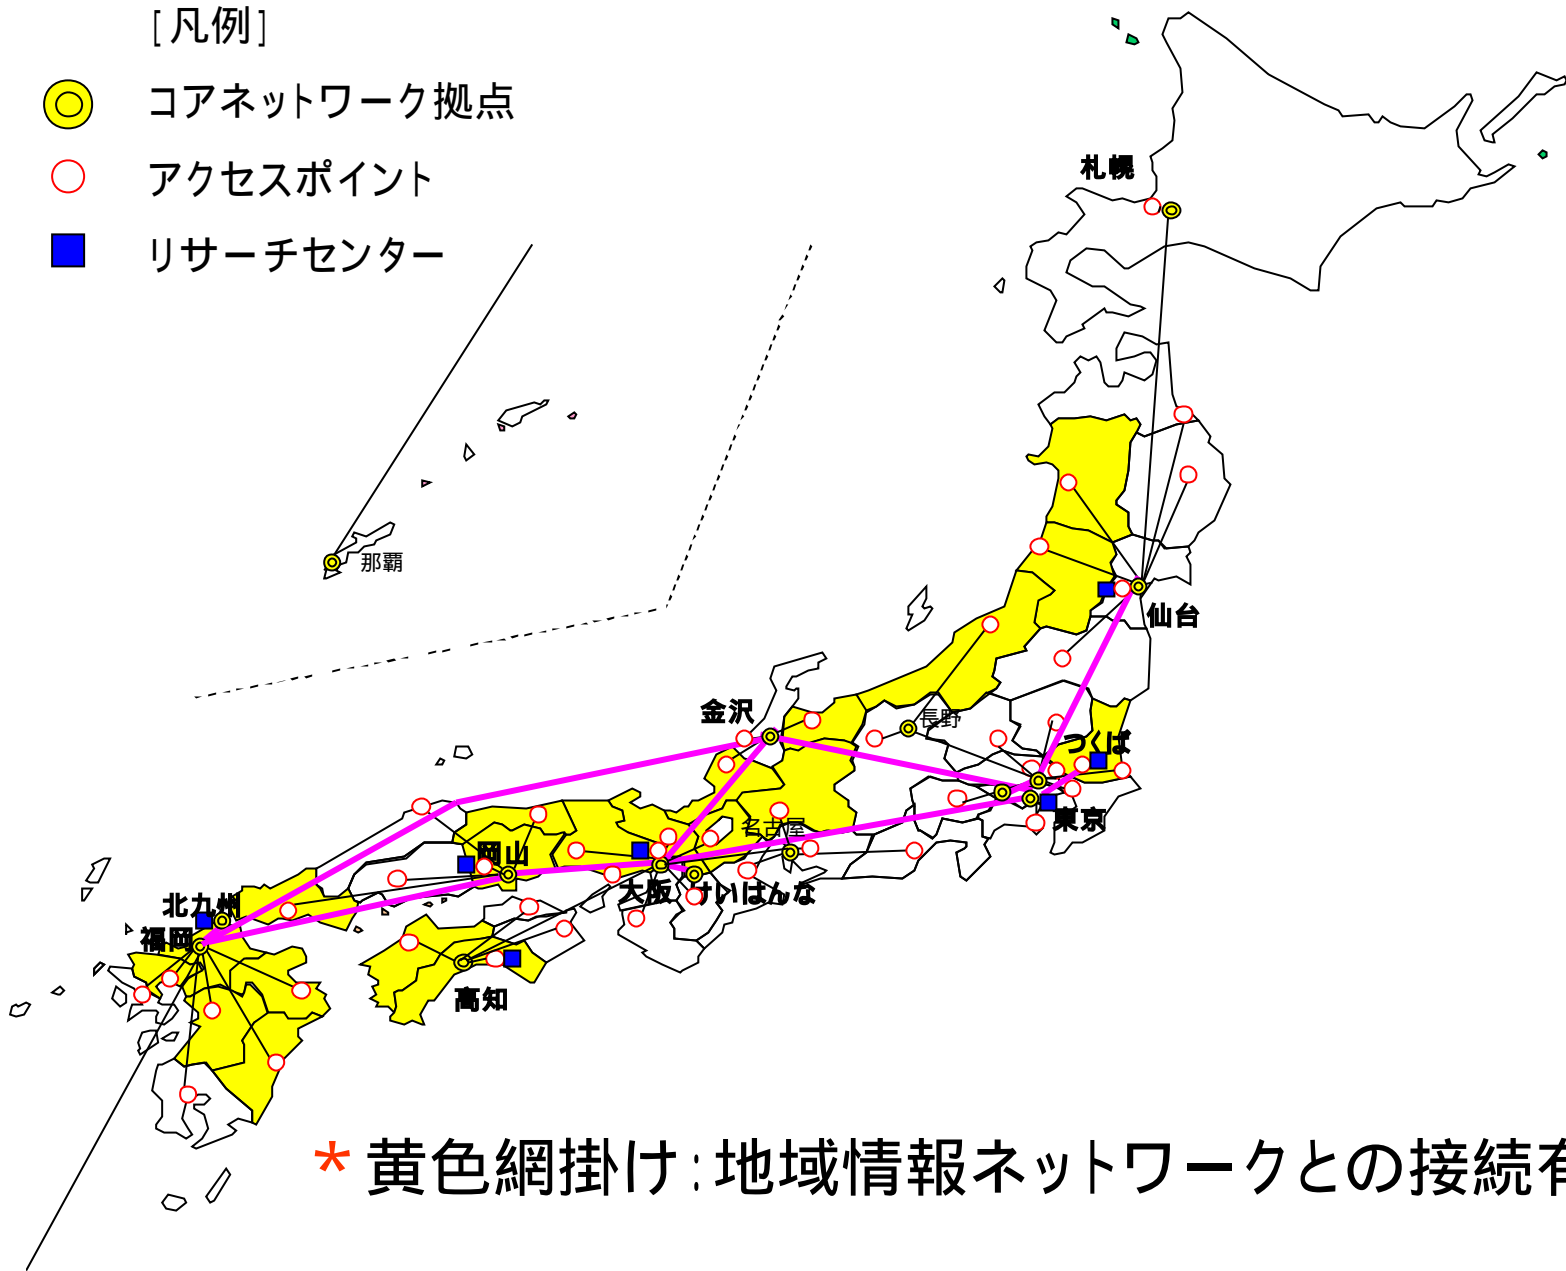 [凡例]
コアネットワーク拠点
アクセスポイント
リサーチセンター
札幌
那覇
仙台
金沢
長野
つくば
東京
名古屋
岡山
大阪
けいはんな
北九州
福岡
高知
*黄色網掛け:地域情報ネットワークとの接続有